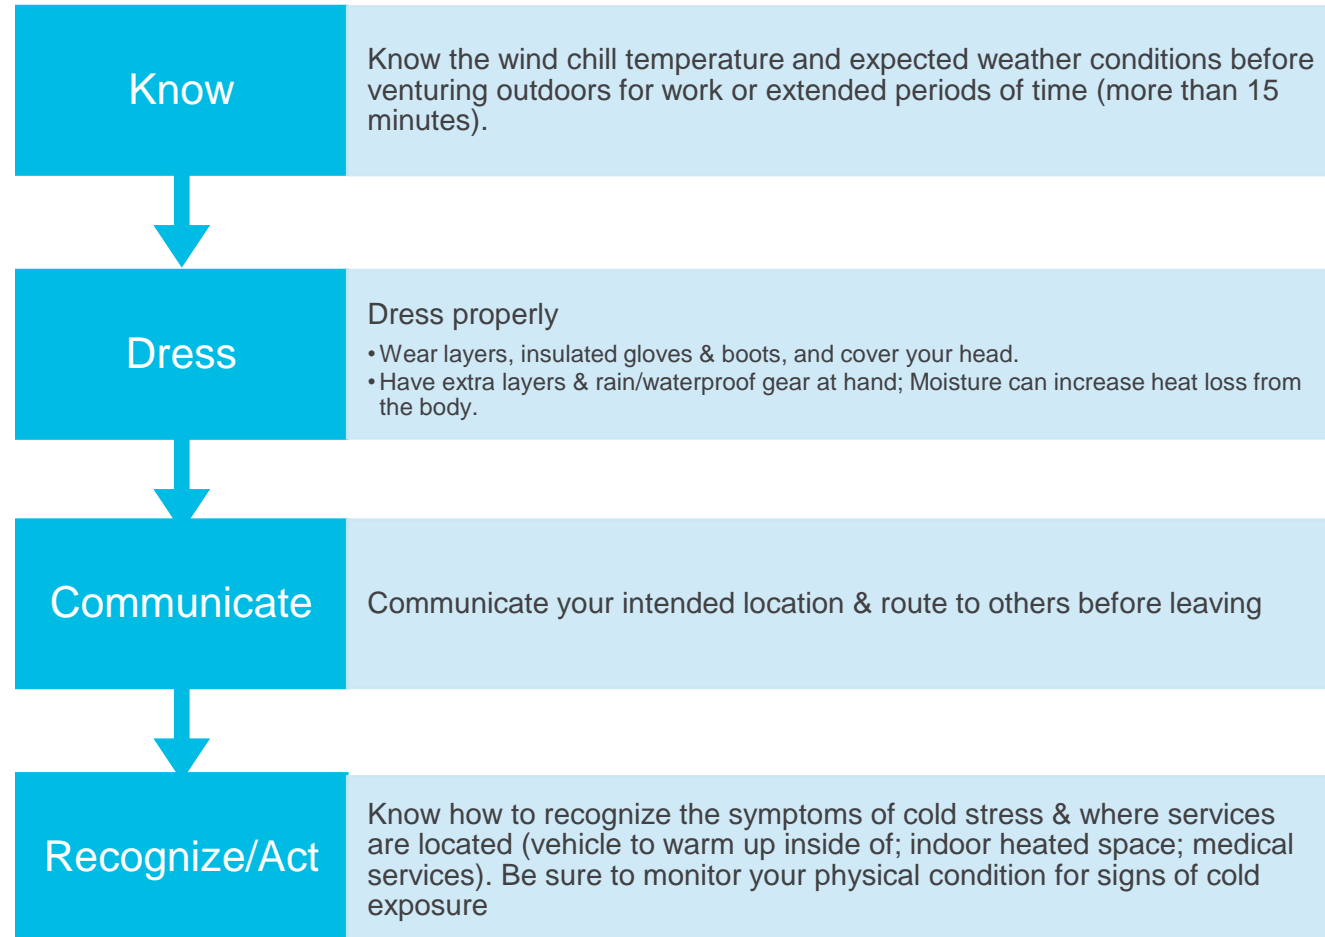 Know
Know the wind chill temperature and expected weather conditions before
venturing outdoors for work or extended periods of time (more than 15
minutes).
Dress
Dress properly
•Wear layers, insulated gloves & boots, and cover your head.
•Have extra layers & rain/waterproof gear at hand; Moisture can increase heat loss from
the body.
Communicate
Communicate your intended location & route to others before leaving
Recognize/Act
Know how to recognize the symptoms of cold stress & where services
are located (vehicle to warm up inside of; indoor heated space; medical
services). Be sure to monitor your physical condition for signs of cold
exposure